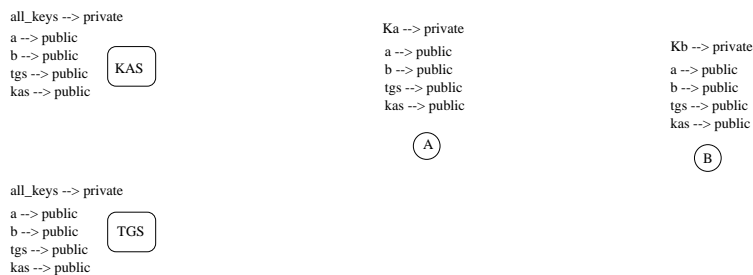 all_keys --> private
a --> public
b --> public
tgs --> public
kas --> public
KAS
Ka --> private
a --> public
b --> public
tgs --> public
kas --> public
A
Kb --> private
a --> public
b --> public
tgs --> public
kas --> public
B
all_keys --> private
a --> public
b --> public
tgs --> public
kas --> public
TGS